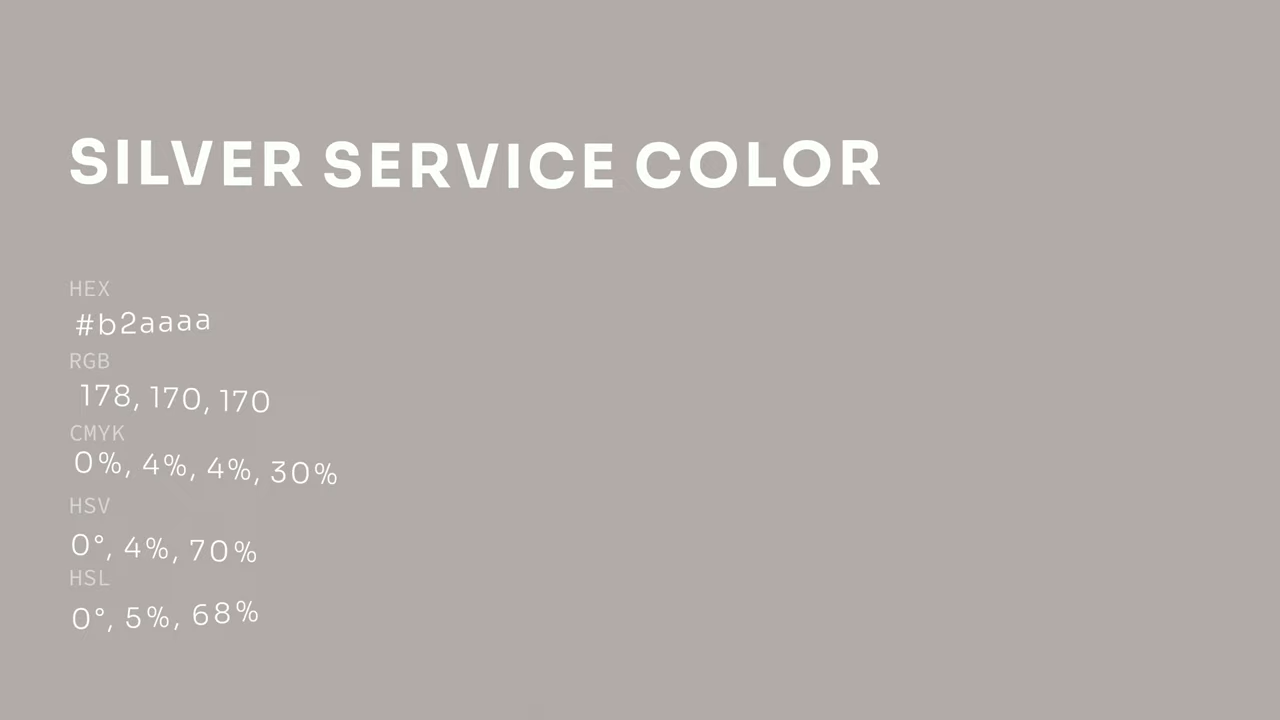 SILVER SERVICE COLOR
HEX
#b2aaaa
RGB
178, 170, 170
CMYK
0%, 4%, 4%, 30%
HSV
0°, 4%, 70%
HSL
0°, 5%, 68%